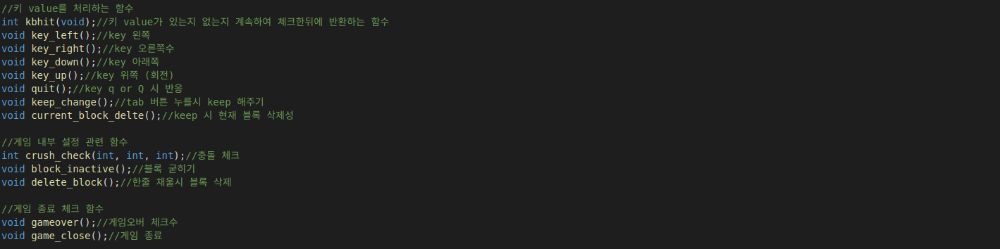 //키 value를 처리하는 함수
int kbhit(void);//키 value가 있는지 없는지 계속하여 체크한뒤에 반환하는 함수
void key_left();//key 왼쪽
void key_right();//key 오른쪽수
void key_down();//key 아래쪽
void key_up();//key 위쪽 (회전)
void quit();//key q or Q 시 반응
void keep_change();//tab 버튼 누를시 keep 해주기
void current_block_delte();//keep 시 현재 블록 삭제성
//게임 내부 설정 관련 함수
int crush_check(int, int, int);//충돌 체크
void block_inactive();//블록 굳히기
void delete_block();//한줄 채울시 블록 삭제
//게임 종료 체크 함수
void gameover();//게임오버 체크수
void game_close();//게임 종료